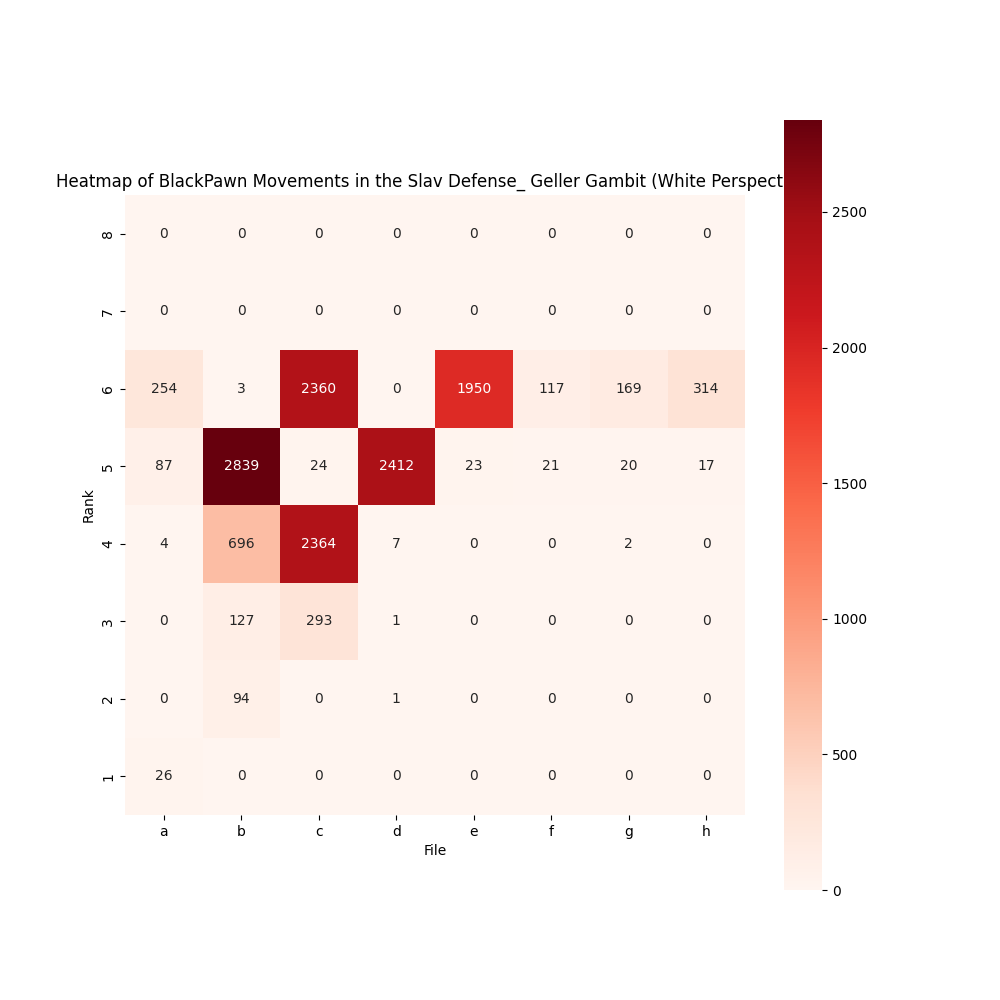 Heatmap of BlackPawn Movements in the Slav Defense_ Geller Gambit (White Perspect
8 0 0 0 0 0 0 0 0
7 0 0 0 0 0 0 0 0
6 254 3 2360 0 1950 117 169 314
5 87 2839 24 2412 23 21 20 17
4 4 696 2364 7 0 0 2 0
3 0 127 293 1 0 0 0 0
2 0 94 0 1 0 0 0 0
1 26 0 0 0 0 0 0 0
a b c d e f g h
File
Rank
2500
2000
1500
1000
500
0